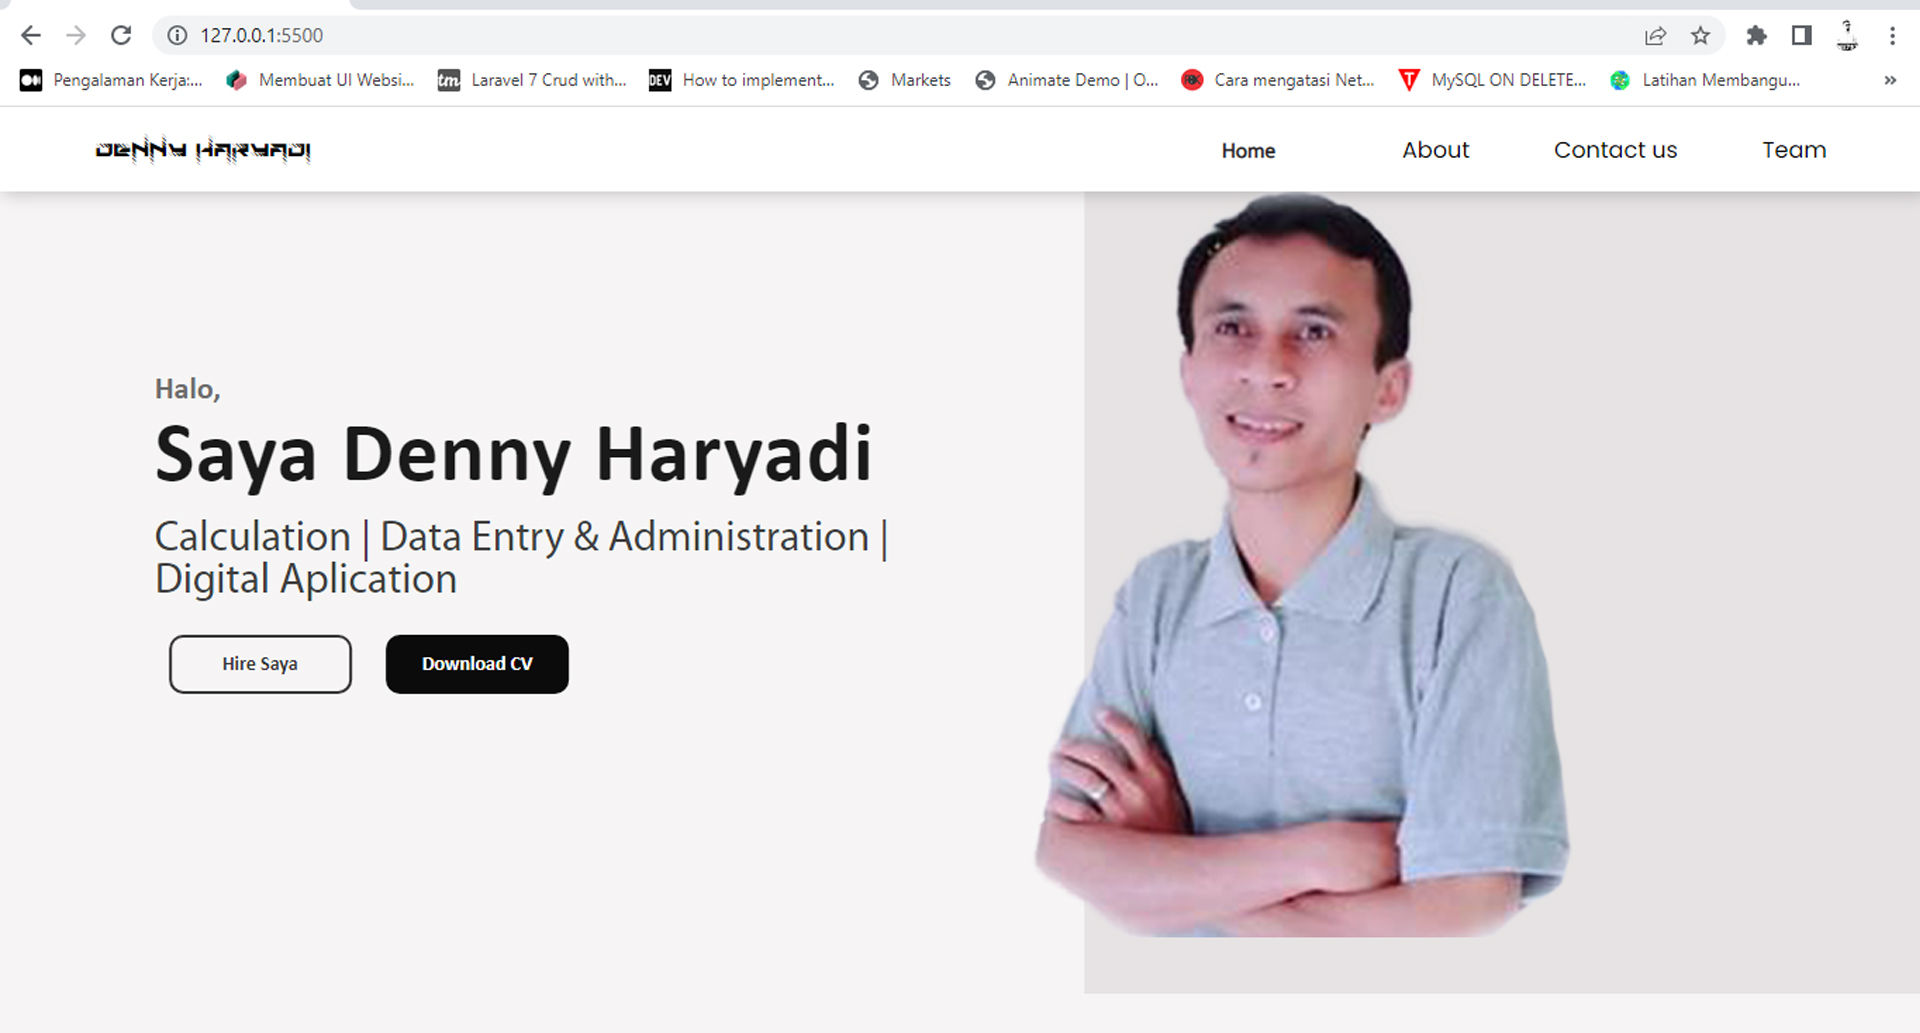 127.0.0.1:5500
Pengalaman Kerja:... Membuat UI Websi... tm Laravel 7 Crud with... DEV How to implement... Markets Animate Demo | O... Cara mengatasi Net... T MySQL ON DELETE... Latihan Membangu... »
DENNY HARYADI Home About Contact us Team
Halo,
Saya Denny Haryadi
Calculation | Data Entry & Administration |
Digital Aplication
Hire Saya Download CV